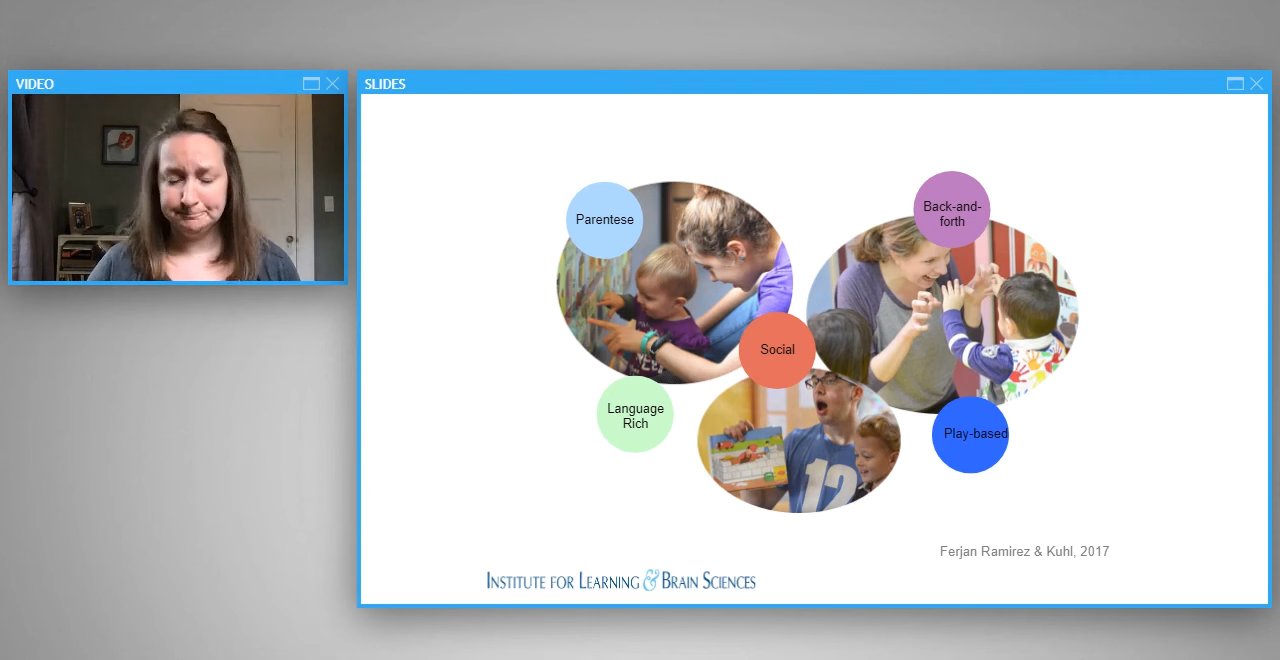 VIDEO
SLIDES
Parentese
Back-and-
forth
Social
Language
Rich
Play-based
12
Ferjan Ramirez & Kuhl, 2017
INSTITUTE FOR LEARNING & BRAIN SCIENCES